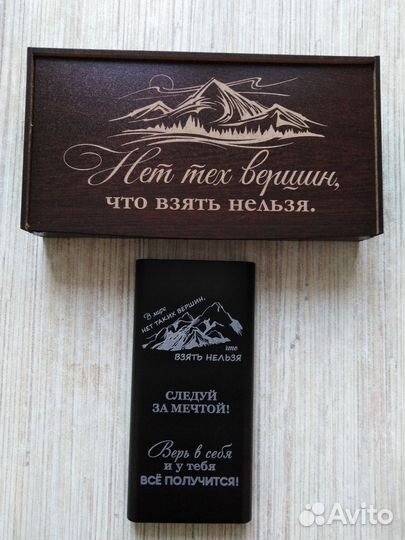 Нет тех вершин,
что взять нельзя.
В мире
НЕТ ТАКИХ ВЕРШИН,
что
ВЗЯТЬ НЕЛЬЗЯ
СЛЕДУЙ
ЗА МЕЧТОЙ!
Верь в себя
и у тебя
ВСЁ ПОЛУЧИТСЯ!
Avito